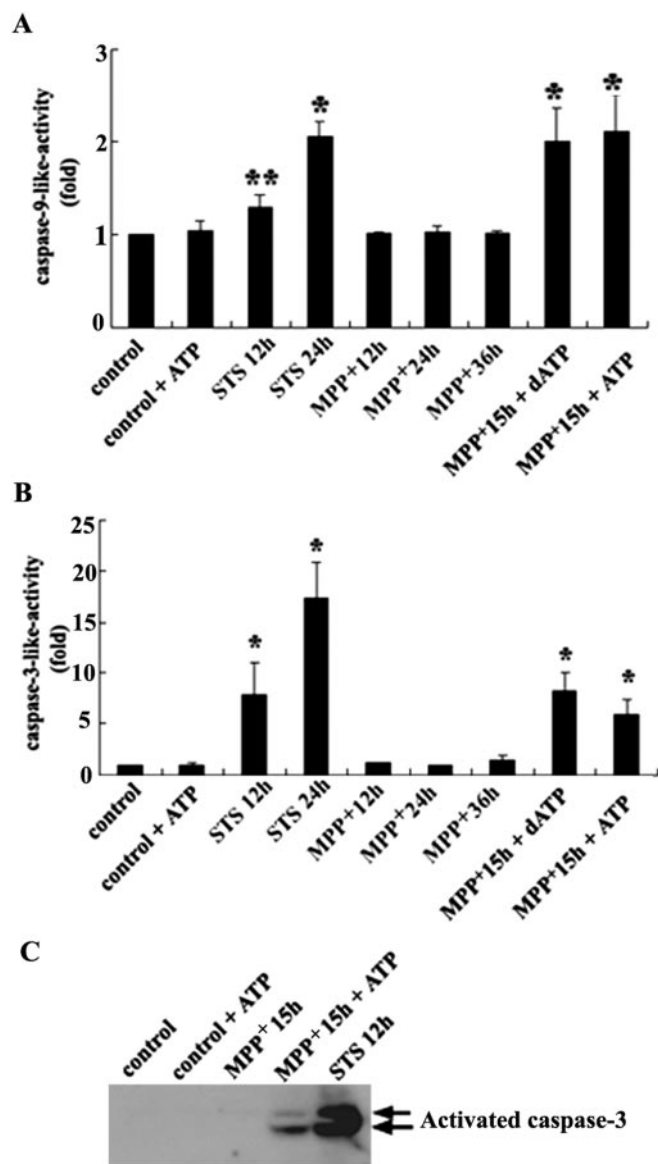 A
caspase-9-like-activity
(fold)
3
2
1
0
**
*
*
*
control
control + ATP
STS 12h
STS 24h
MPP⁺12h
MPP⁺24h
MPP⁺36h
MPP⁺15h + dATP
MPP⁺15h + ATP
B
caspase-3-like-activity
(fold)
25
20
15
10
5
0
*
*
*
*
control
control + ATP
STS 12h
STS 24h
MPP⁺12h
MPP⁺24h
MPP⁺36h
MPP⁺15h + dATP
MPP⁺15h + ATP
C
control
control + ATP
MPP⁺ 15h
MPP⁺ 15h + ATP
STS 12h
Activated caspase-3